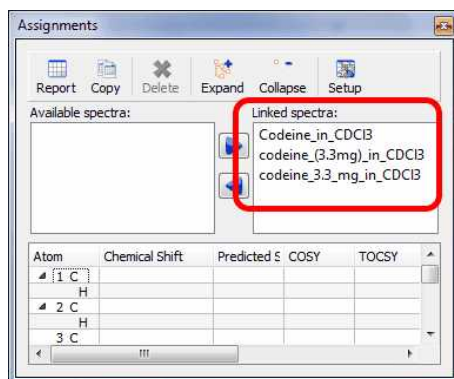 Assignments
Report Copy Delete Expand Collapse Setup
Available spectra: Linked spectra:
Codeine_in_CDCl3
codeine_(3.3mg)_in_CDCl3
codeine_3.3_mg_in_CDCl3
Atom Chemical Shift Predicted S COSY TOCSY
1 C
H
2 C
H
3 C